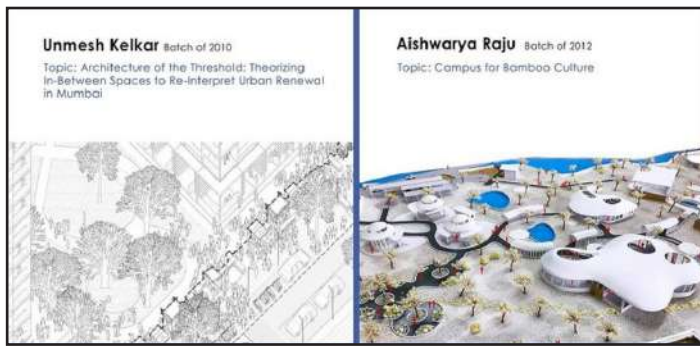 Unmesh Kelkar Batch of 2010
Topic: Architecture of the Threshold: Theorizing
In-Between Spaces to Re-Interpret Urban Renewal
in Mumbai
Aishwarya Raju Batch of 2012
Topic: Campus for Bamboo Culture